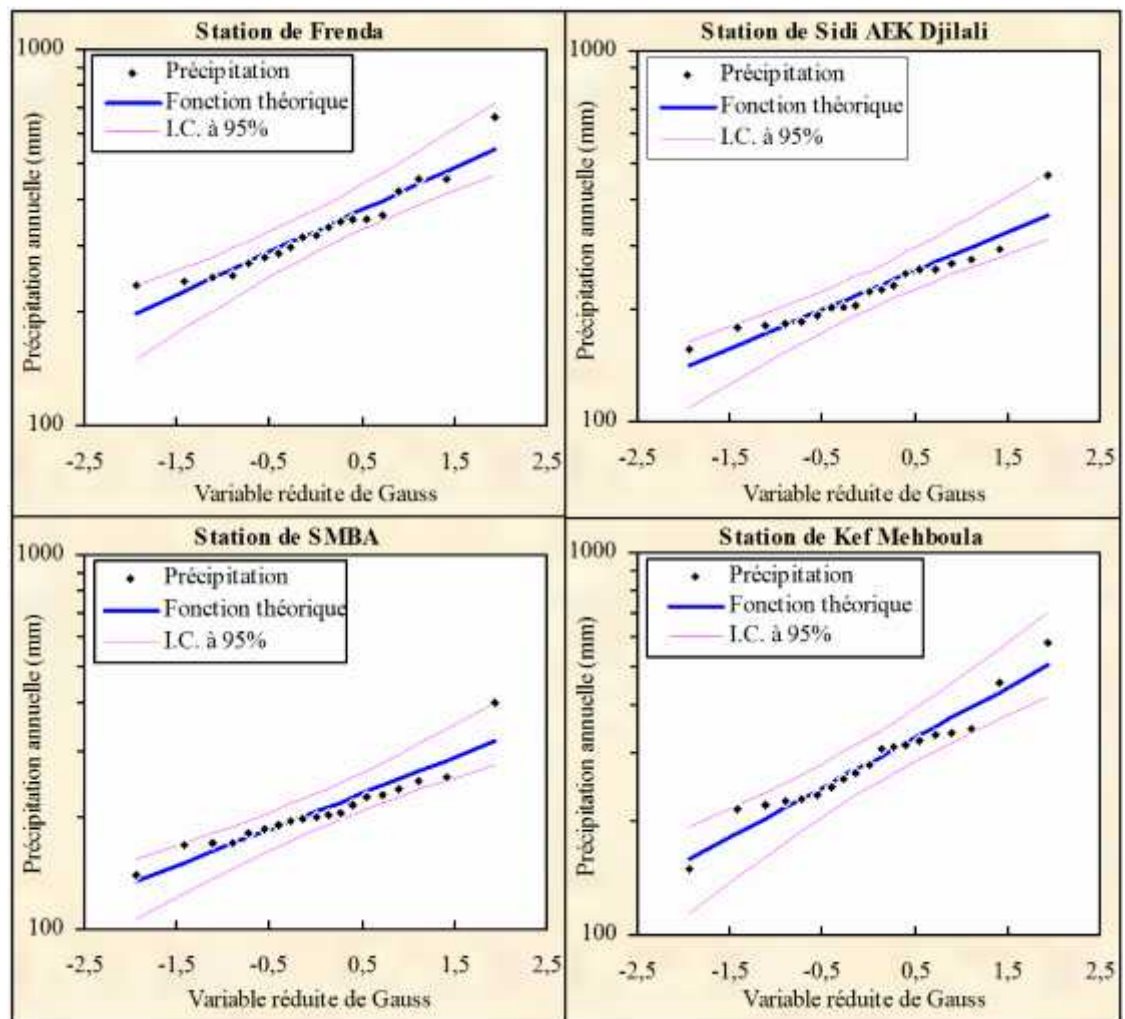 Station de Frenda
1000
Précipitation
Fonction théorique
I.C. à 95%
Précipitation annuelle (mm)
100
-2,5 -1,5 -0,5 0,5 1,5 2,5
Variable réduite de Gauss
Station de Sidi AEK Djilali
1000
Précipitation
Fonction théorique
I.C. à 95%
Précipitation annuelle (mm)
100
-2,5 -1,5 -0,5 0,5 1,5 2,5
Variable réduite de Gauss
Station de SMBA
1000
Précipitation
Fonction théorique
I.C. à 95%
Précipitation annuelle (mm)
100
-2,5 -1,5 -0,5 0,5 1,5 2,5
Variable réduite de Gauss
Station de Kef Mehboula
1000
Précipitation
Fonction théorique
I.C. à 95%
Précipitation annuelle (mm)
100
-2,5 -1,5 -0,5 0,5 1,5 2,5
Variable réduite de Gauss